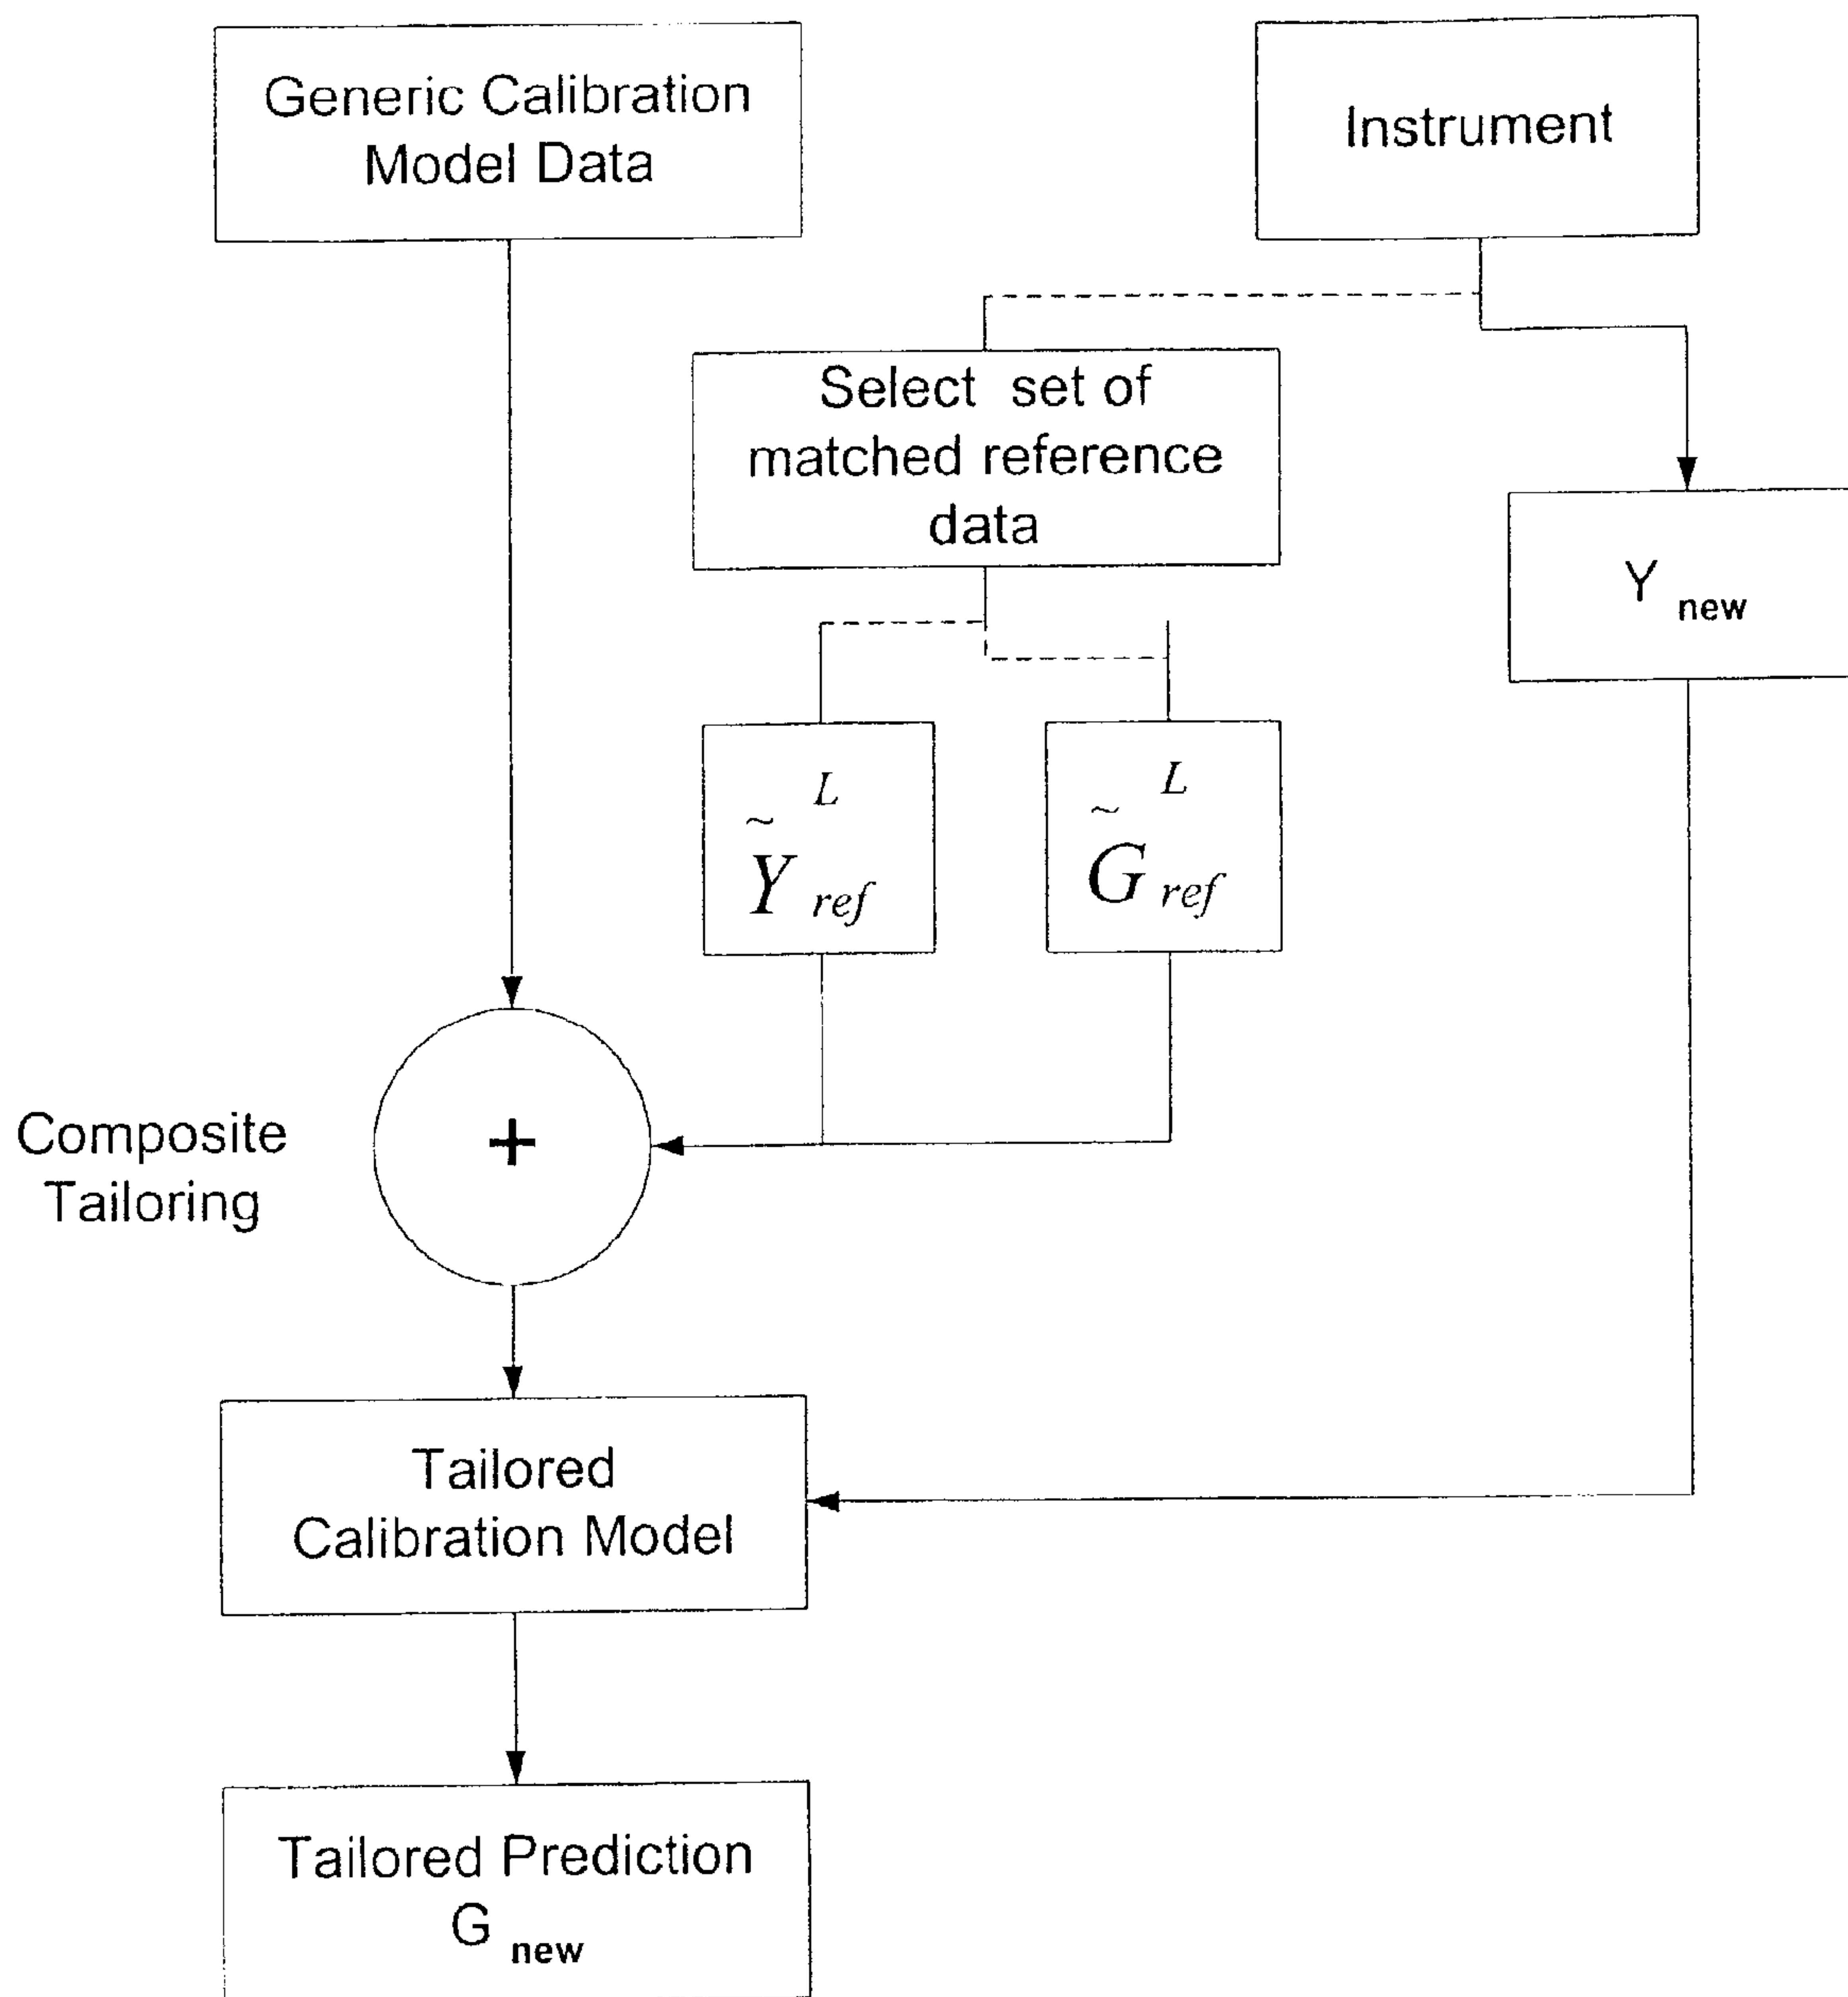 Generic Calibration
Model Data
Instrument
Select set of
matched reference
data
Y new
L
~
Y ref
L
~
G ref
Composite
Tailoring
+
Tailored
Calibration Model
Tailored Prediction
G new